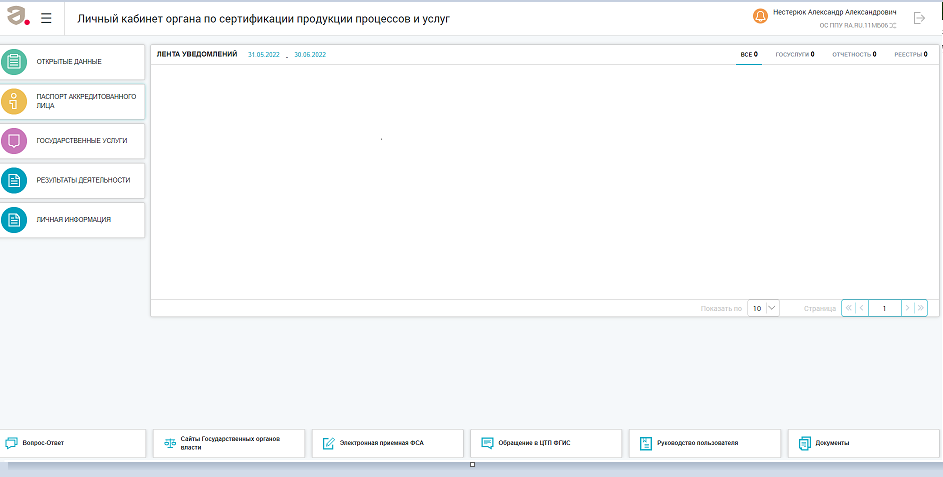 Личный кабинет органа по сертификации продукции процессов и услуг
Нестерюк Александр Александрович
ОС ППУ RA.RU.11МБ06
ОТКРЫТЫЕ ДАННЫЕ
ПАСПОРТ АККРЕДИТОВАННОГО
ЛИЦА
ГОСУДАРСТВЕННЫЕ УСЛУГИ
РЕЗУЛЬТАТЫ ДЕЯТЕЛЬНОСТИ
ЛИЧНАЯ ИНФОРМАЦИЯ
ЛЕНТА УВЕДОМЛЕНИЙ 31.05.2022 - 30.06.2022 ВСЕ 0 ГОСУСЛУГИ 0 ОТЧЕТНОСТЬ 0 РЕЕСТРЫ 0
Показать по 10 Страница « ‹ 1 › »
Вопрос-Ответ
Сайты Государственных органов
власти
Электронная приемная ФСА
Обращение в ЦТП ФГИС
Руководство пользователя
Документы